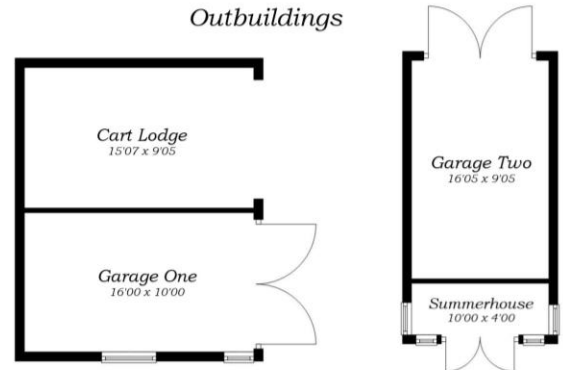 Outbuildings
Cart Lodge
15'07 x 9'05
Garage One
16'00 x 10'00
Garage Two
16'05 x 9'05
Summerhouse
10'00 x 4'00